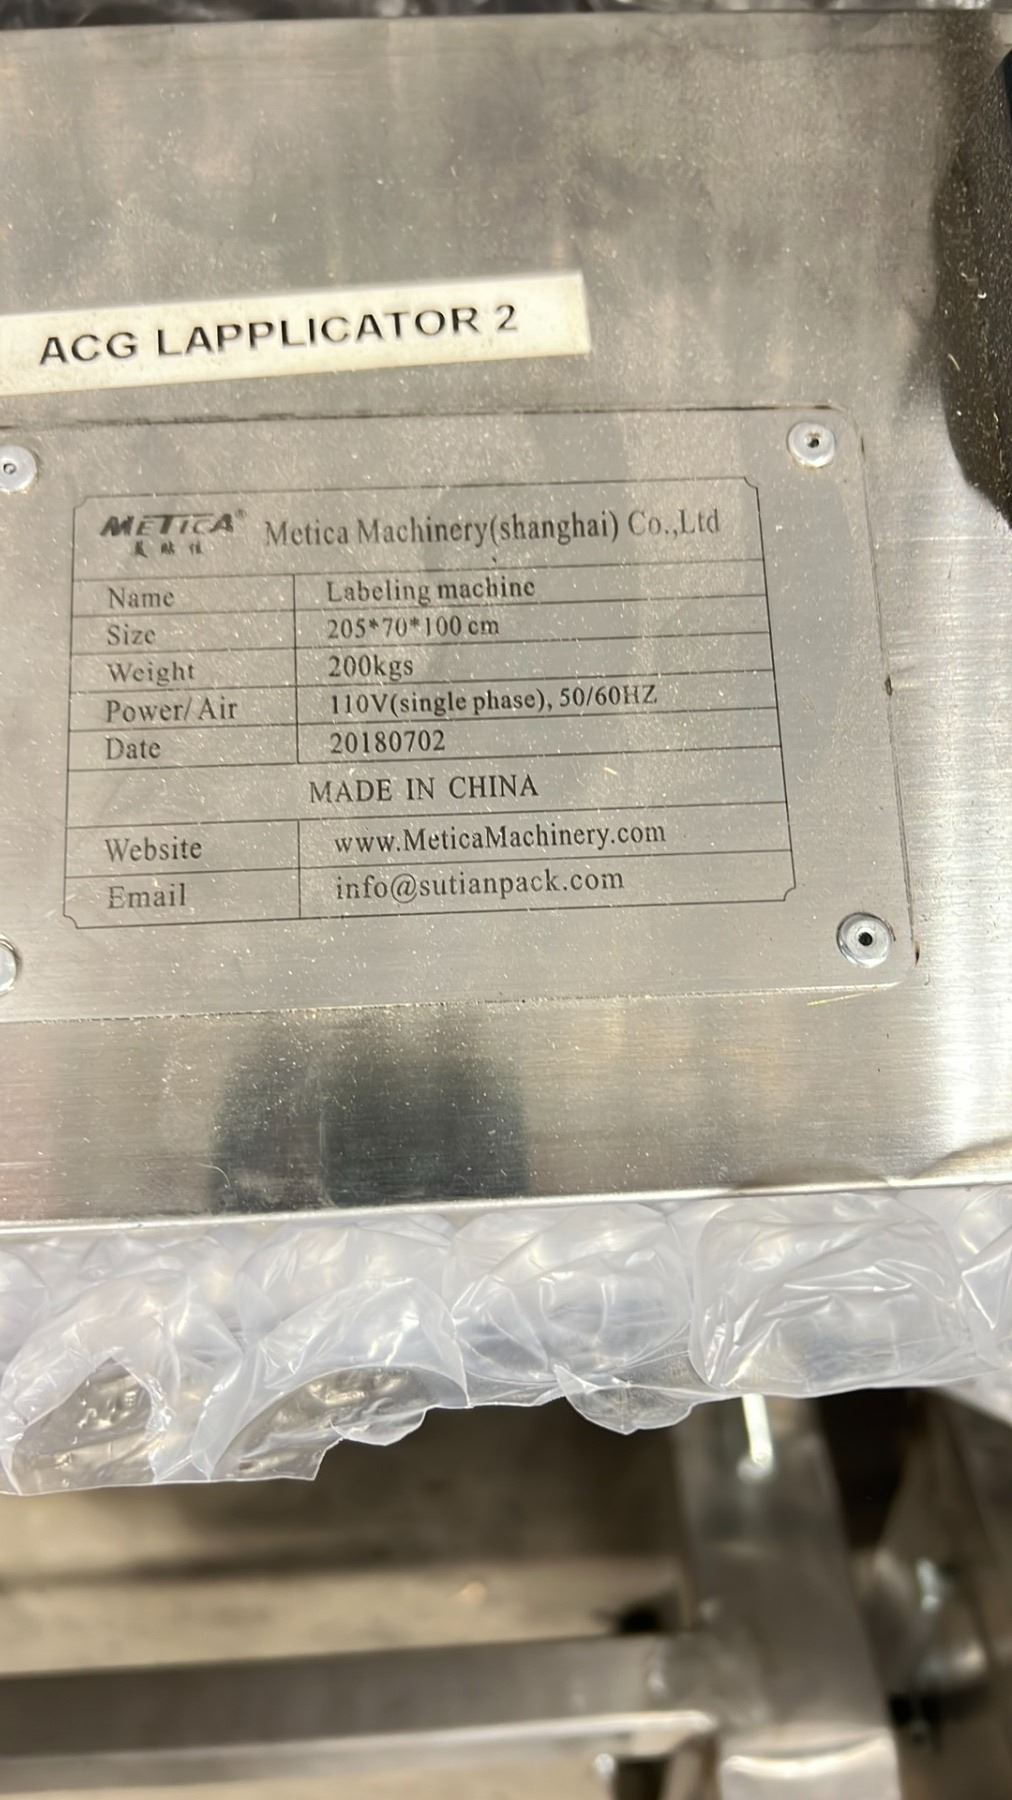 ACG LAPPLICATOR 2
METICA® Metica Machinery(shanghai) Co.,Ltd
Name Labeling machine
Size 205*70*100 cm
Weight 200kgs
Power/ Air 110V(single phase), 50/60HZ
Date 20180702
MADE IN CHINA
Website www.MeticaMachinery.com
Email info@sutianpack.com